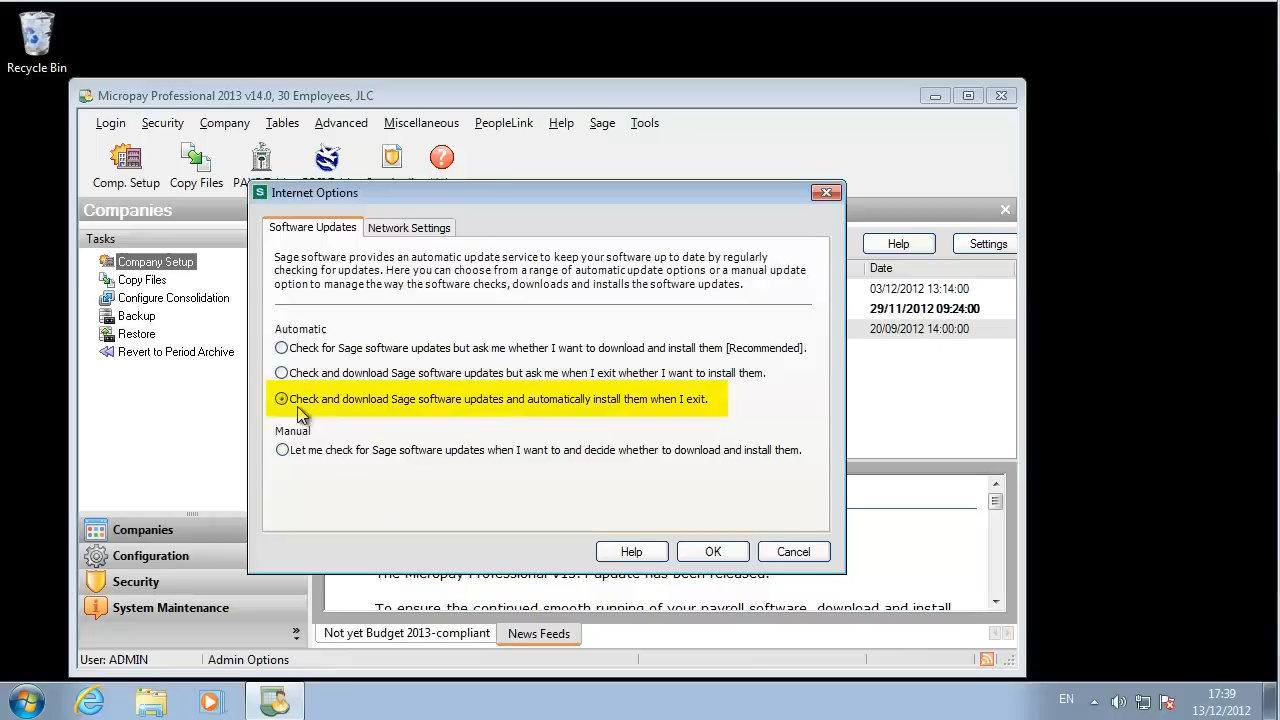 Recycle Bin
Micropay Professional 2013 v14.0, 30 Employees, JLC
Login Security Company Tables Advanced Miscellaneous PeopleLink Help Sage Tools
Comp. Setup Copy Files
Companies
Tasks
Company Setup
Copy Files
Configure Consolidation
Backup
Restore
Revert to Period Archive
Companies
Configuration
Security
System Maintenance
Internet Options
Software Updates Network Settings
Sage software provides an automatic update service to keep your software up to date by regularly
checking for updates. Here you can choose from a range of automatic update options or a manual update
option to manage the way the software checks, downloads and installs the software updates.
Automatic
Check for Sage software updates but ask me whether I want to download and install them [Recommended].
Check and download Sage software updates but ask me when I exit whether I want to install them.
Check and download Sage software updates and automatically install them when I exit.
Manual
Let me check for Sage software updates when I want to and decide whether to download and install them.
Help OK Cancel
Help Settings
Date
03/12/2012 13:14:00
29/11/2012 09:24:00
20/09/2012 14:00:00
To ensure the continued smooth running of your payroll software, download and install
Not yet Budget 2013-compliant News Feeds
User: ADMIN Admin Options
EN 17:39
13/12/2012